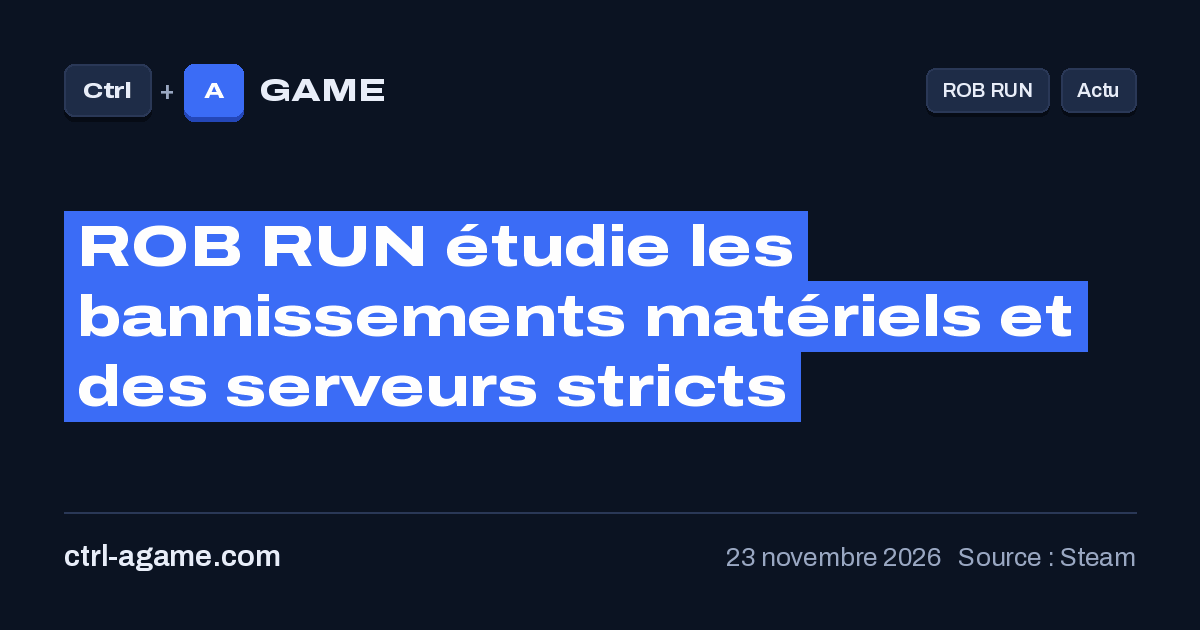 Ctrl + A GAME
ROB RUN Actu
ROB RUN étudie les
bannissements matériels et
des serveurs stricts
ctrl-agame.com
23 novembre 2026 Source : Steam